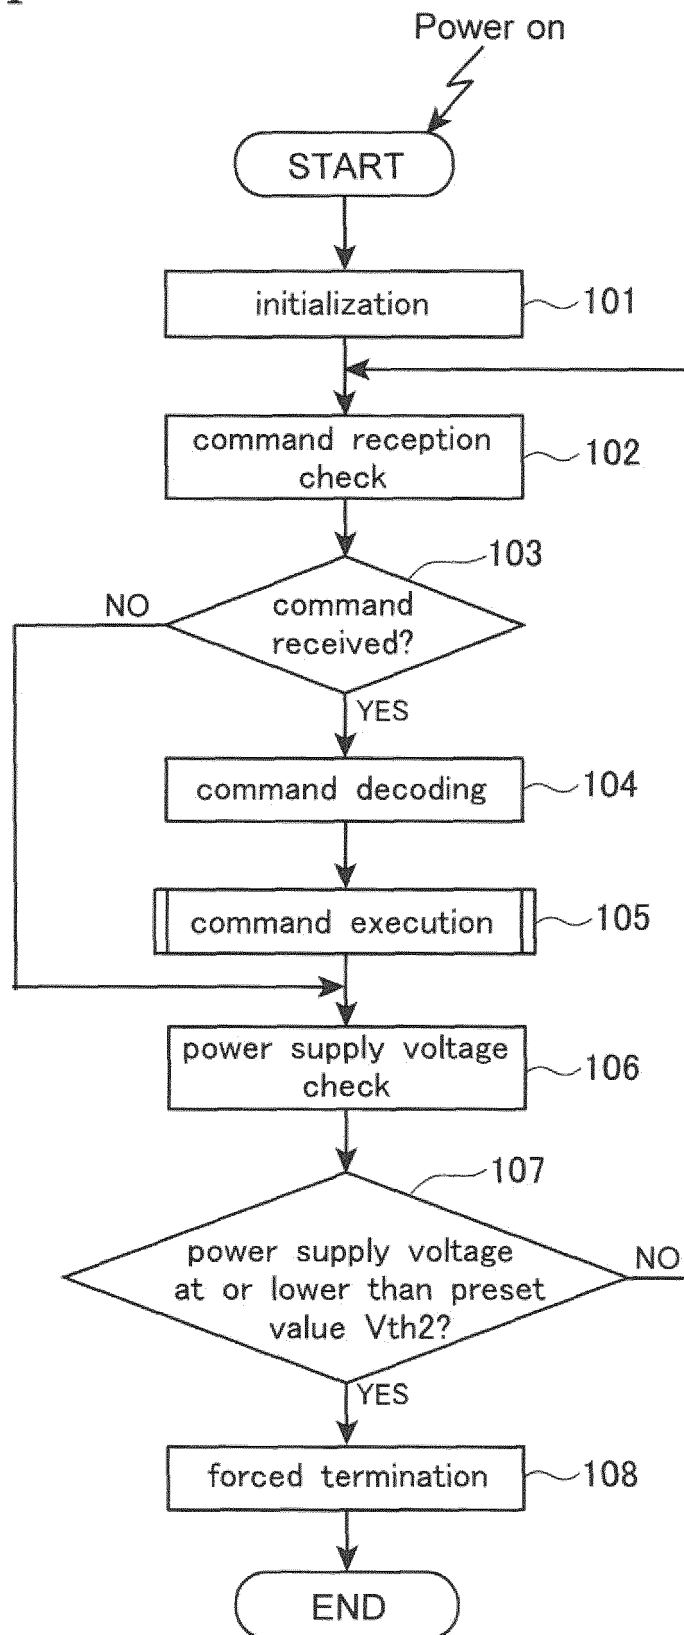 Power on
START
initialization
101
command reception
check
102
103
command
received?
NO
YES
command decoding
104
command execution
105
power supply voltage
check
106
107
power supply voltage
at or lower than preset
value Vth2?
NO
YES
forced termination
108
END